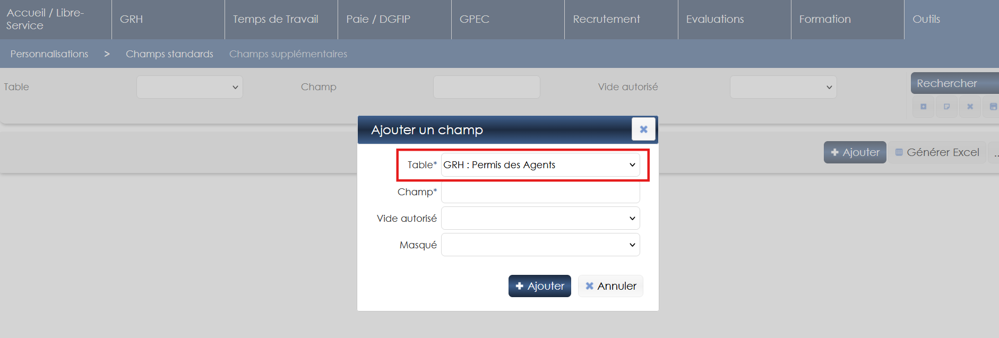 Accueil / Libre-
Service
GRH
Temps de Travail
Paie / DGFIP
GPEC
Recrutement
Evaluations
Formation
Outils
Personnalisations > Champs standards Champs supplémentaires
Table
Champ
Vide autorisé
Rechercher
Ajouter un champ
Table* GRH : Permis des Agents
Ajouter
Générer Excel
..
Champ*
Vide autorisé
Masqué
Ajouter
Annuler